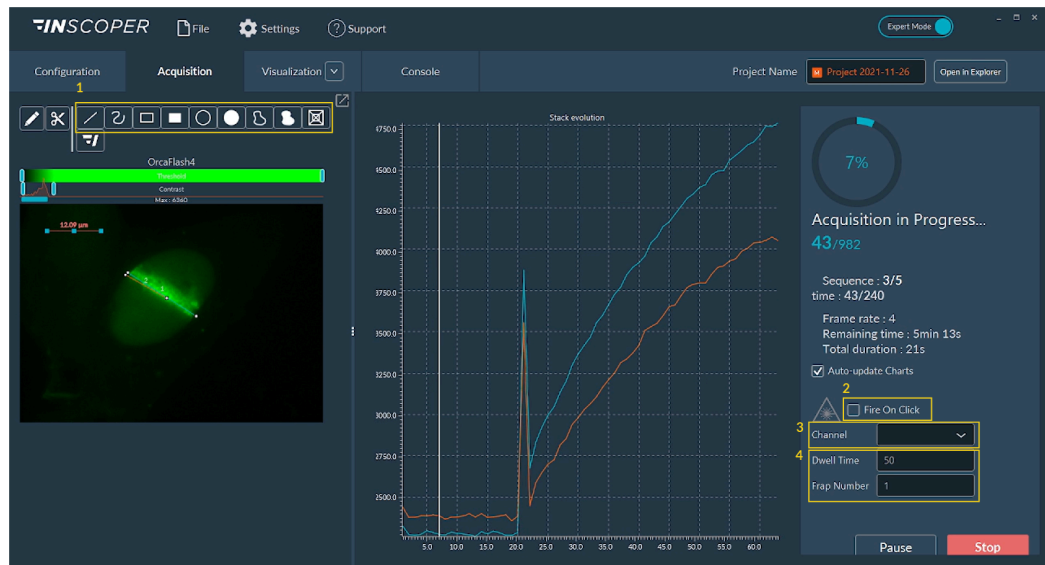 INSCOPER
File
Settings
Support
Expert Mode
Configuration
Acquisition
Visualization
Console
Project Name
Project 2021-11-26
Open In Explorer
1
OrcaFlash4
Threshold
Contrast
Max : 6360
12.09 µm
2
1
Stack evolution
4750.0
4500.0
4250.0
4000.0
3750.0
3500.0
3250.0
3000.0
2750.0
2500.0
5.0 10.0 15.0 20.0 25.0 30.0 35.0 40.0 45.0 50.0 55.0 60.0
7%
Acquisition in Progress...
43/982
Sequence : 3/5
time : 43/240
Frame rate : 4
Remaining time : 5min 13s
Total duration : 21s
Auto-update Charts
2
Fire On Click
3
Channel
4
Dwell Time 50
Frap Number 1
Pause
Stop